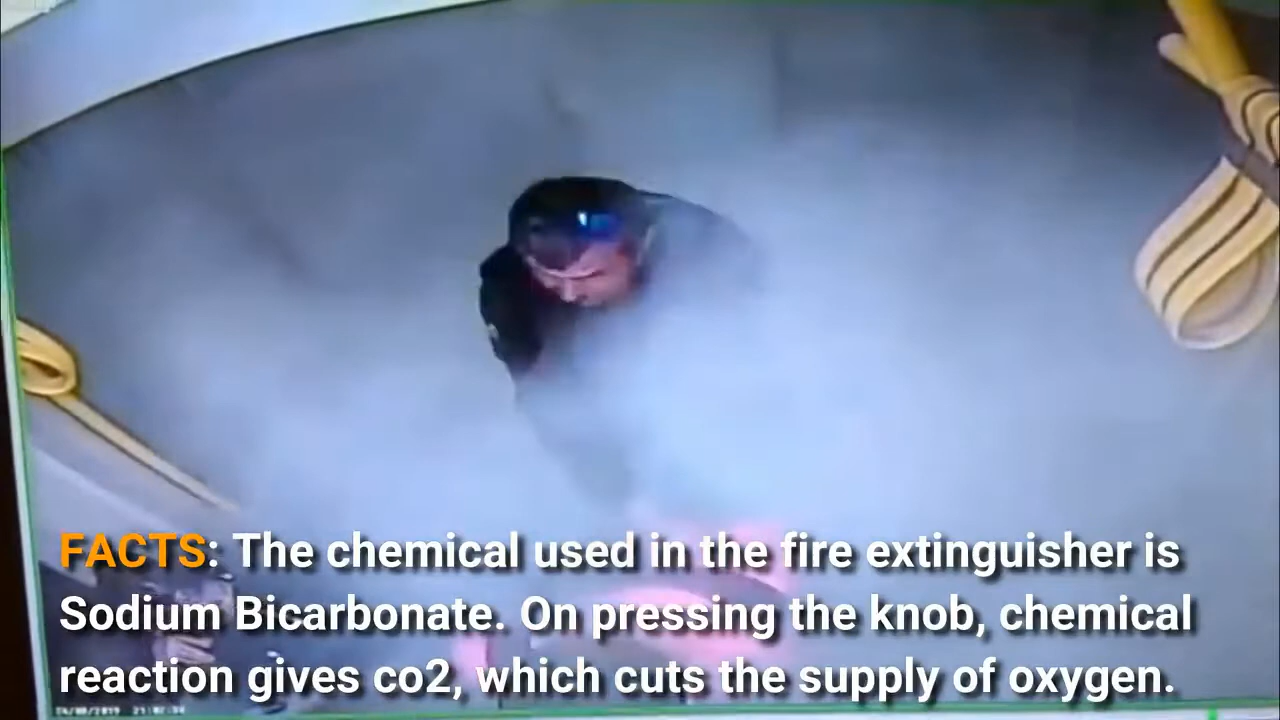 FACTS: The chemical used in the fire extinguisher is
Sodium Bicarbonate. On pressing the knob, chemical
reaction gives co2, which cuts the supply of oxygen.